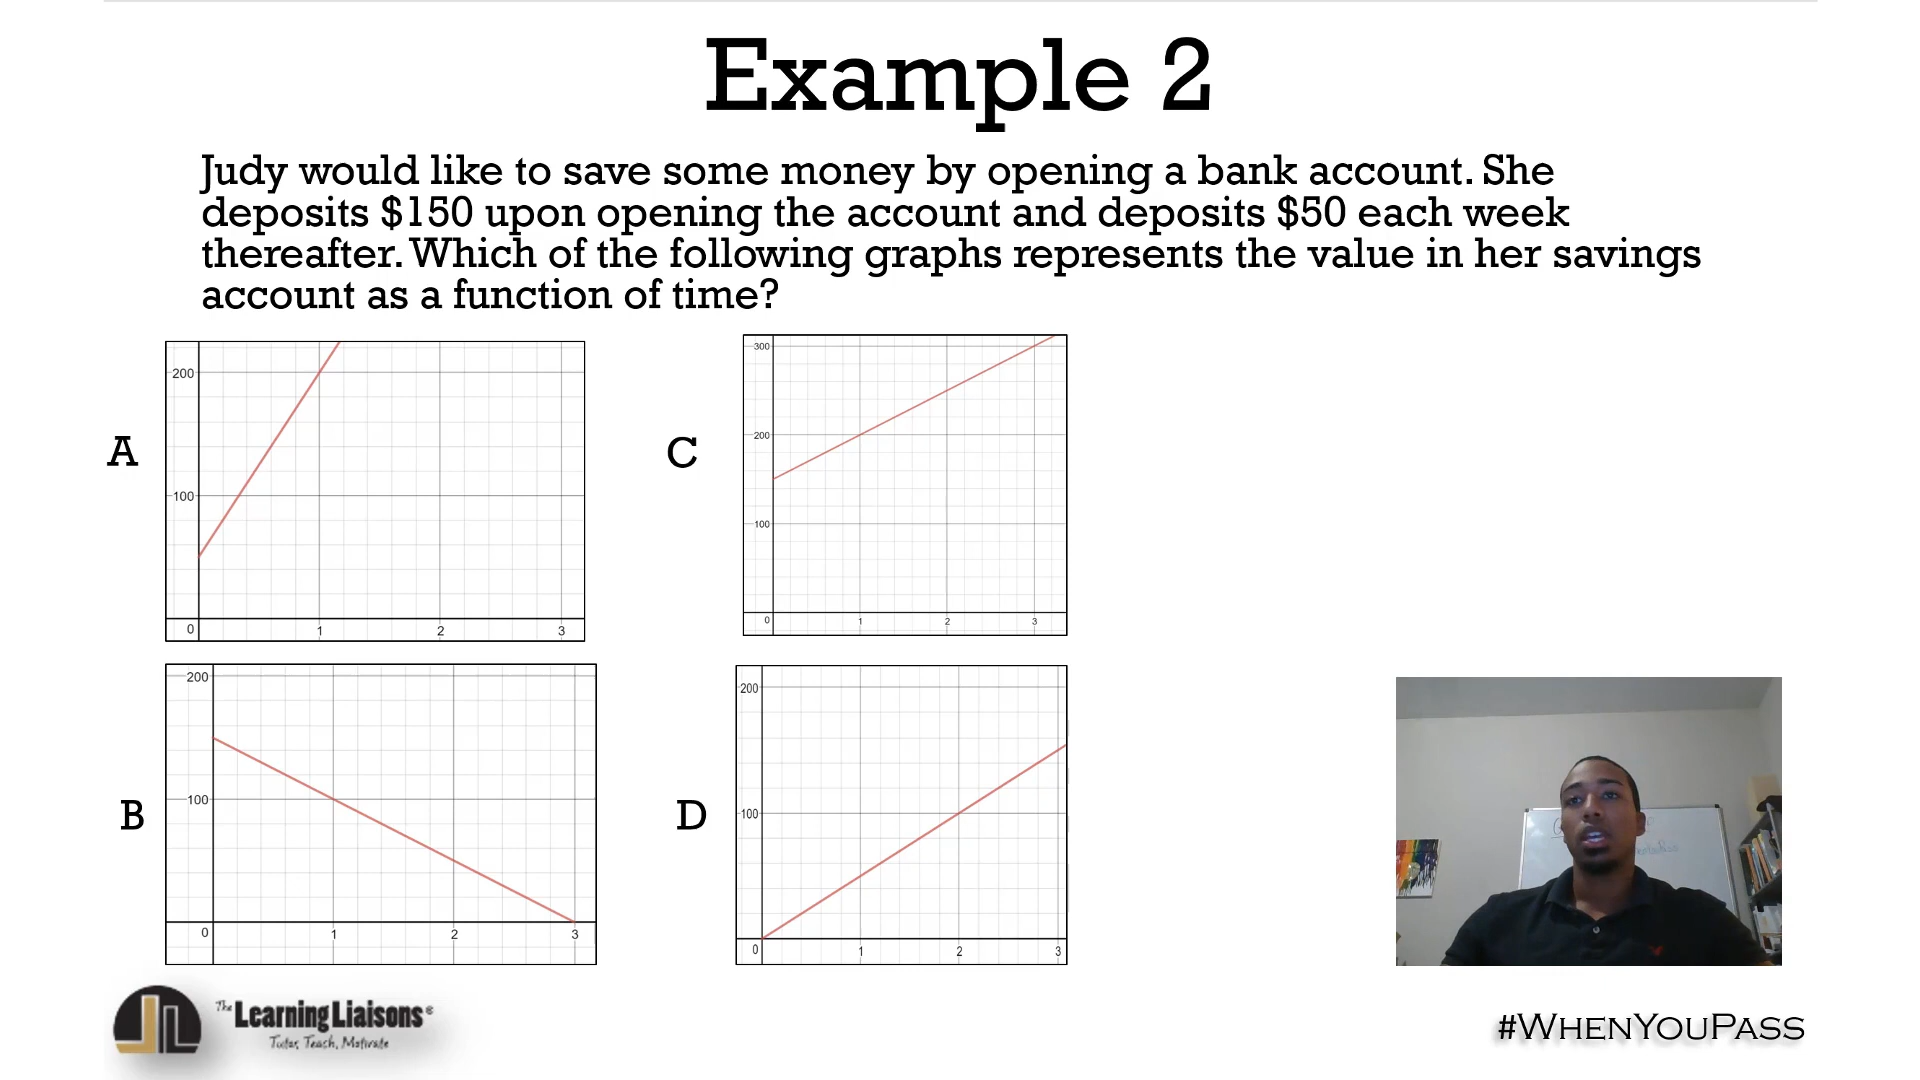 Example 2
Judy would like to save some money by opening a bank account. She
deposits $150 upon opening the account and deposits $50 each week
thereafter. Which of the following graphs represents the value in her savings
account as a function of time?
A
200
100
0 1 2 3
C
300
200
100
0 1 2 3
B
200
100
0 1 2 3
D
200
100
0 1 2 3
The Learning Liaisons®
Tutor, Teach, Motivate
#WHENYOUPASS